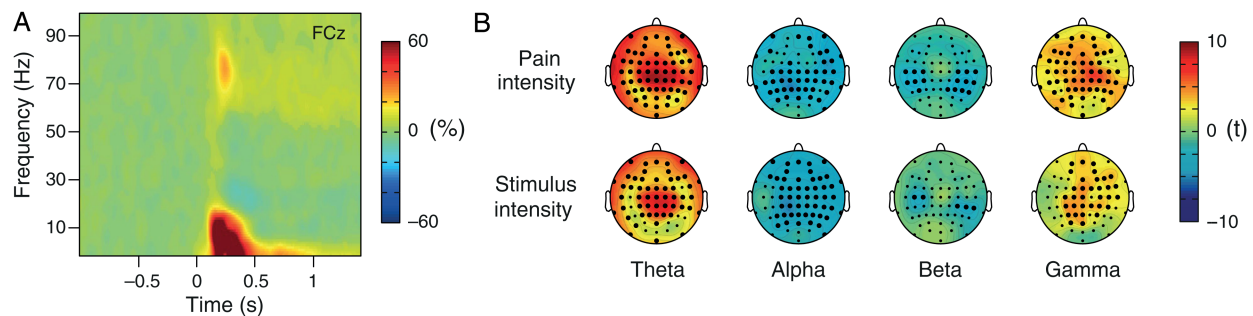 A
FCz
90
70
50
30
10
Frequency (Hz)
−0.5
0
0.5
1
Time (s)
60
0
(%)
−60
B
Pain
intensity
Stimulus
intensity
Theta
Alpha
Beta
Gamma
10
0
(t)
−10